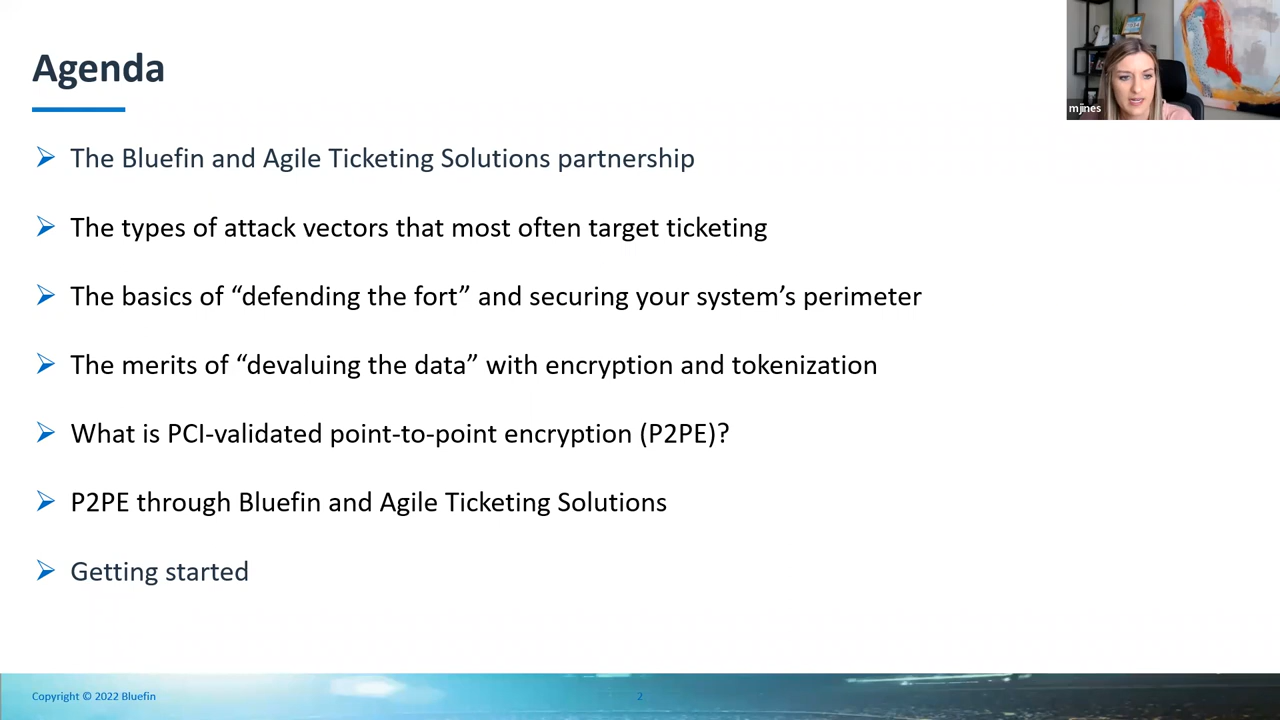 Agenda
mjines
The Bluefin and Agile Ticketing Solutions partnership
The types of attack vectors that most often target ticketing
The basics of “defending the fort” and securing your system’s perimeter
The merits of “devaluing the data” with encryption and tokenization
What is PCI-validated point-to-point encryption (P2PE)?
P2PE through Bluefin and Agile Ticketing Solutions
Getting started
Copyright © 2022 Bluefin
2